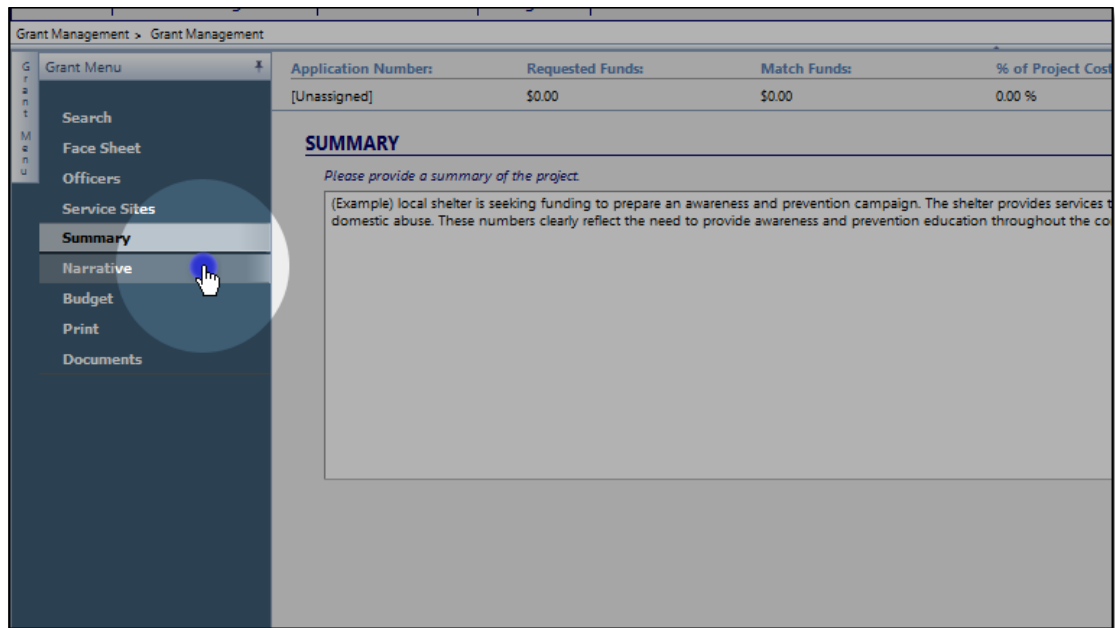 Grant Management > Grant Management
Grant Menu
Grant Menu
Search
Face Sheet
Officers
Service Sites
Summary
Narrative
Budget
Print
Documents
Application Number: Requested Funds: Match Funds: % of Project Cost
[Unassigned] $0.00 $0.00 0.00 %
SUMMARY
Please provide a summary of the project.
(Example) local shelter is seeking funding to prepare an awareness and prevention campaign. The shelter provides services
domestic abuse. These numbers clearly reflect the need to provide awareness and prevention education throughout the